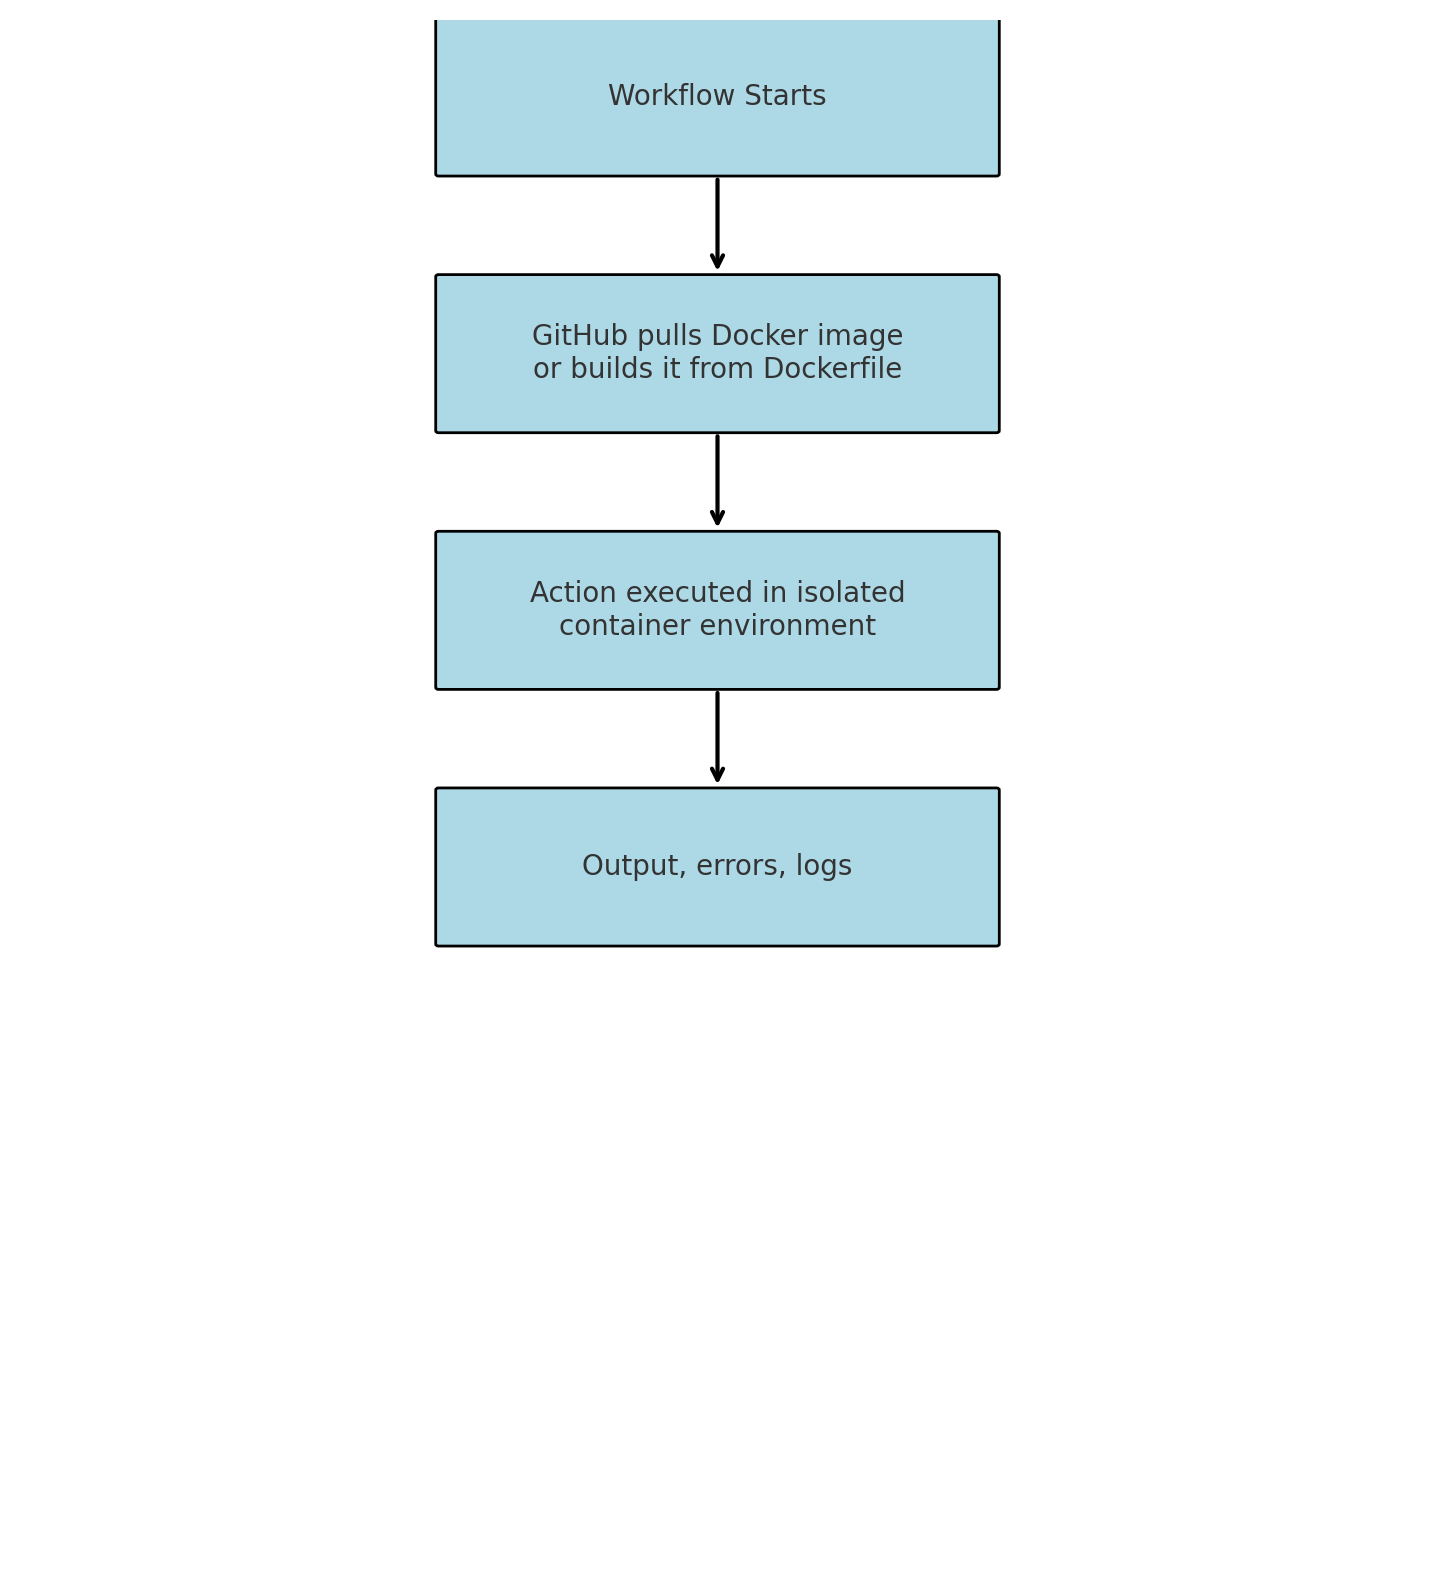 Workflow Starts
GitHub pulls Docker image
or builds it from Dockerfile
Action executed in isolated
container environment
Output, errors, logs